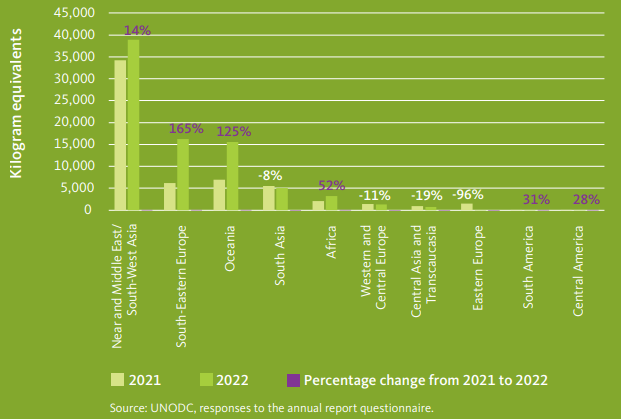 Kilogram equivalents
45,000
40,000
35,000
30,000
25,000
20,000
15,000
10,000
5,000
0
14%
165%
125%
-8%
52%
-11%
-19%
-96%
31%
28%
Near and Middle East/
South-West Asia
South-Eastern Europe
Oceania
South Asia
Africa
Western and
Central Europe
Central Asia and
Transcaucasia
Eastern Europe
South America
Central America
2021
2022
Percentage change from 2021 to 2022
Source: UNODC, responses to the annual report questionnaire.